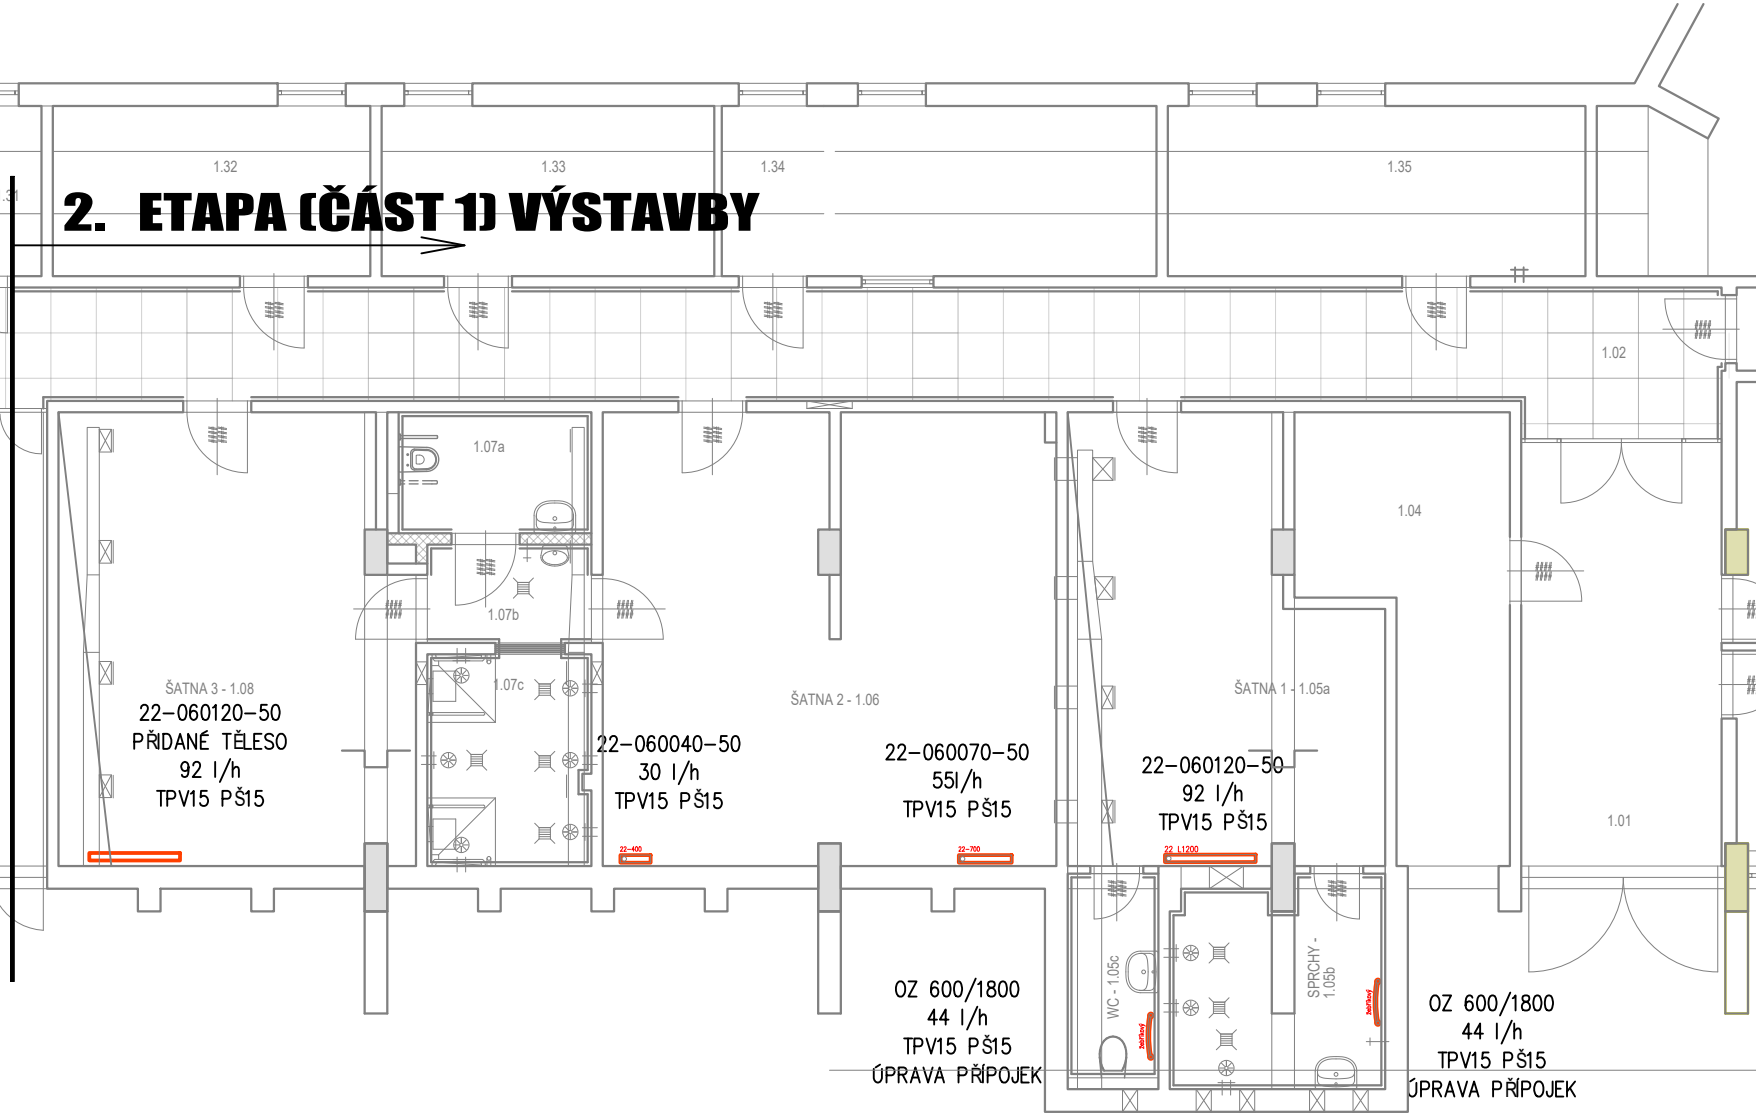 1.32
1.33
1.34
1.35
1.31
2. ETAPA (ČÁST 1) VÝSTAVBY
1.02
1.07a
1.04
1.07b
1.07c
ŠATNA 3 - 1.08
22-060120-50
PŘIDANÉ TĚLESO
92 l/h
TPV15 PŠ15
ŠATNA 2 - 1.06
22-060040-50
30 l/h
TPV15 PŠ15
22-400
22-060070-50
55l/h
TPV15 PŠ15
22-700
ŠATNA 1 - 1.05a
22-060120-50
92 l/h
TPV15 PŠ15
22 L1200
1.01
WC - 1.05c
SPRCHY -
1.05b
žebříkový
žebříkový
OZ 600/1800
44 l/h
TPV15 PŠ15
ÚPRAVA PŘÍPOJEK
OZ 600/1800
44 l/h
TPV15 PŠ15
ÚPRAVA PŘÍPOJEK